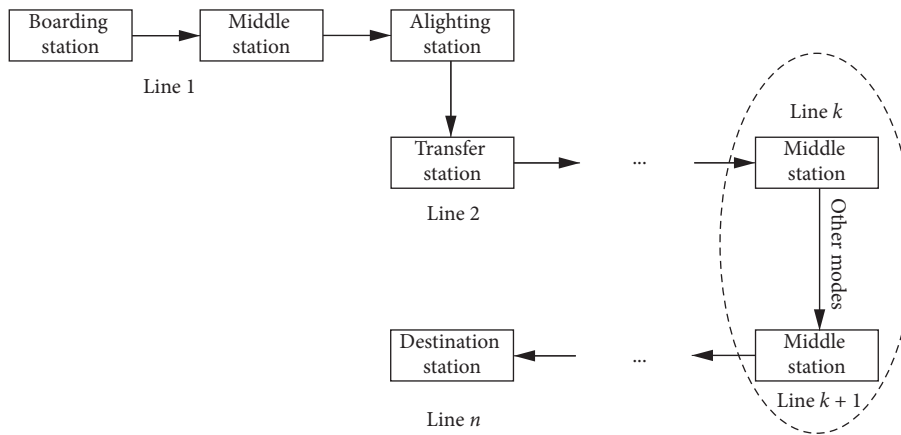 Boarding
station
Middle
station
Alighting
station
Line 1
Line k
Transfer
station
...
Middle
station
Line 2
Other modes
Destination
station
...
Middle
station
Line k + 1
Line n